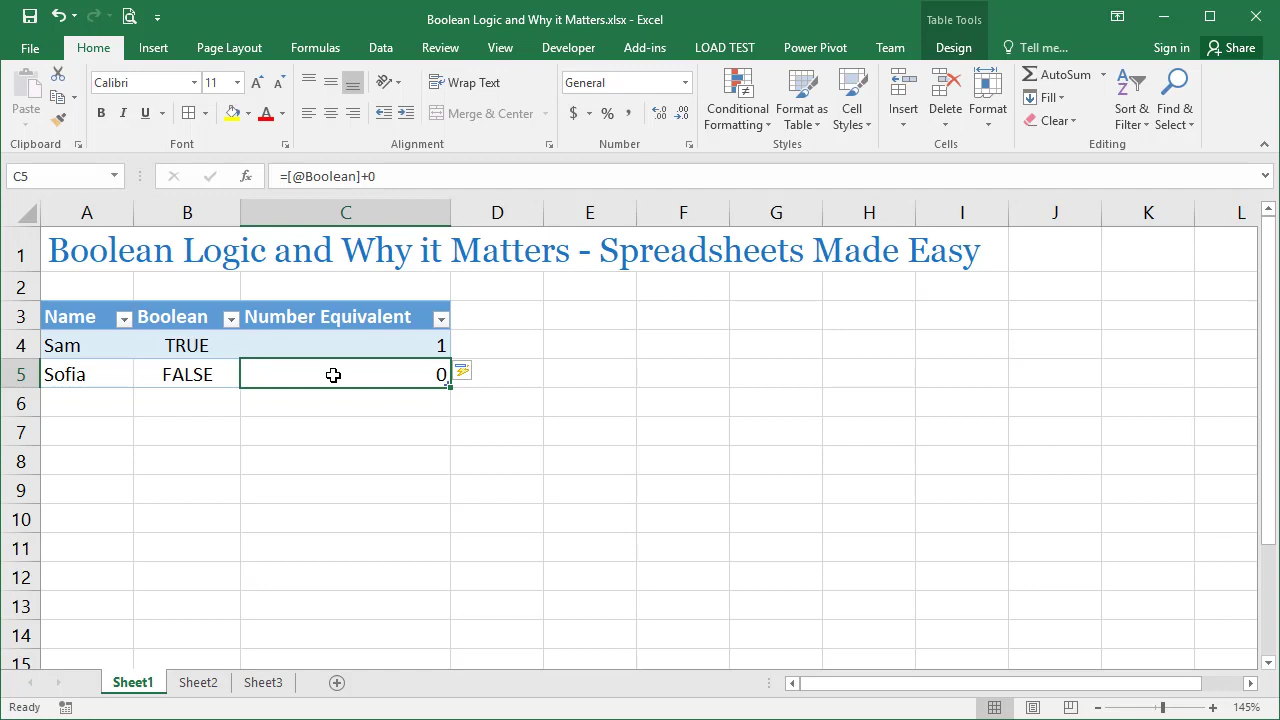 Boolean Logic and Why it Matters.xlsx - Excel
Table Tools
File
Home
Insert
Page Layout
Formulas
Data
Review
View
Developer
Add-ins
LOAD TEST
Power Pivot
Team
Design
Tell me...
Sign in
Share
Paste
Calibri
11
A
A
B
I
U
A
Wrap Text
Merge & Center
General
$
%
,
Conditional
Formatting
Format as
Table
Cell
Styles
Insert
Delete
Format
AutoSum
Fill
Clear
Sort &
Filter
Find &
Select
Clipboard
Font
Alignment
Number
Styles
Cells
Editing
C5
fx
=[@Boolean]+0
A B C D E F G H I J K L
1 Boolean Logic and Why it Matters - Spreadsheets Made Easy
2
3 Name Boolean Number Equivalent
4 Sam TRUE 1
5 Sofia FALSE 0
6
7
8
9
10
11
12
13
14
15
Sheet1
Sheet2
Sheet3
Ready
145%